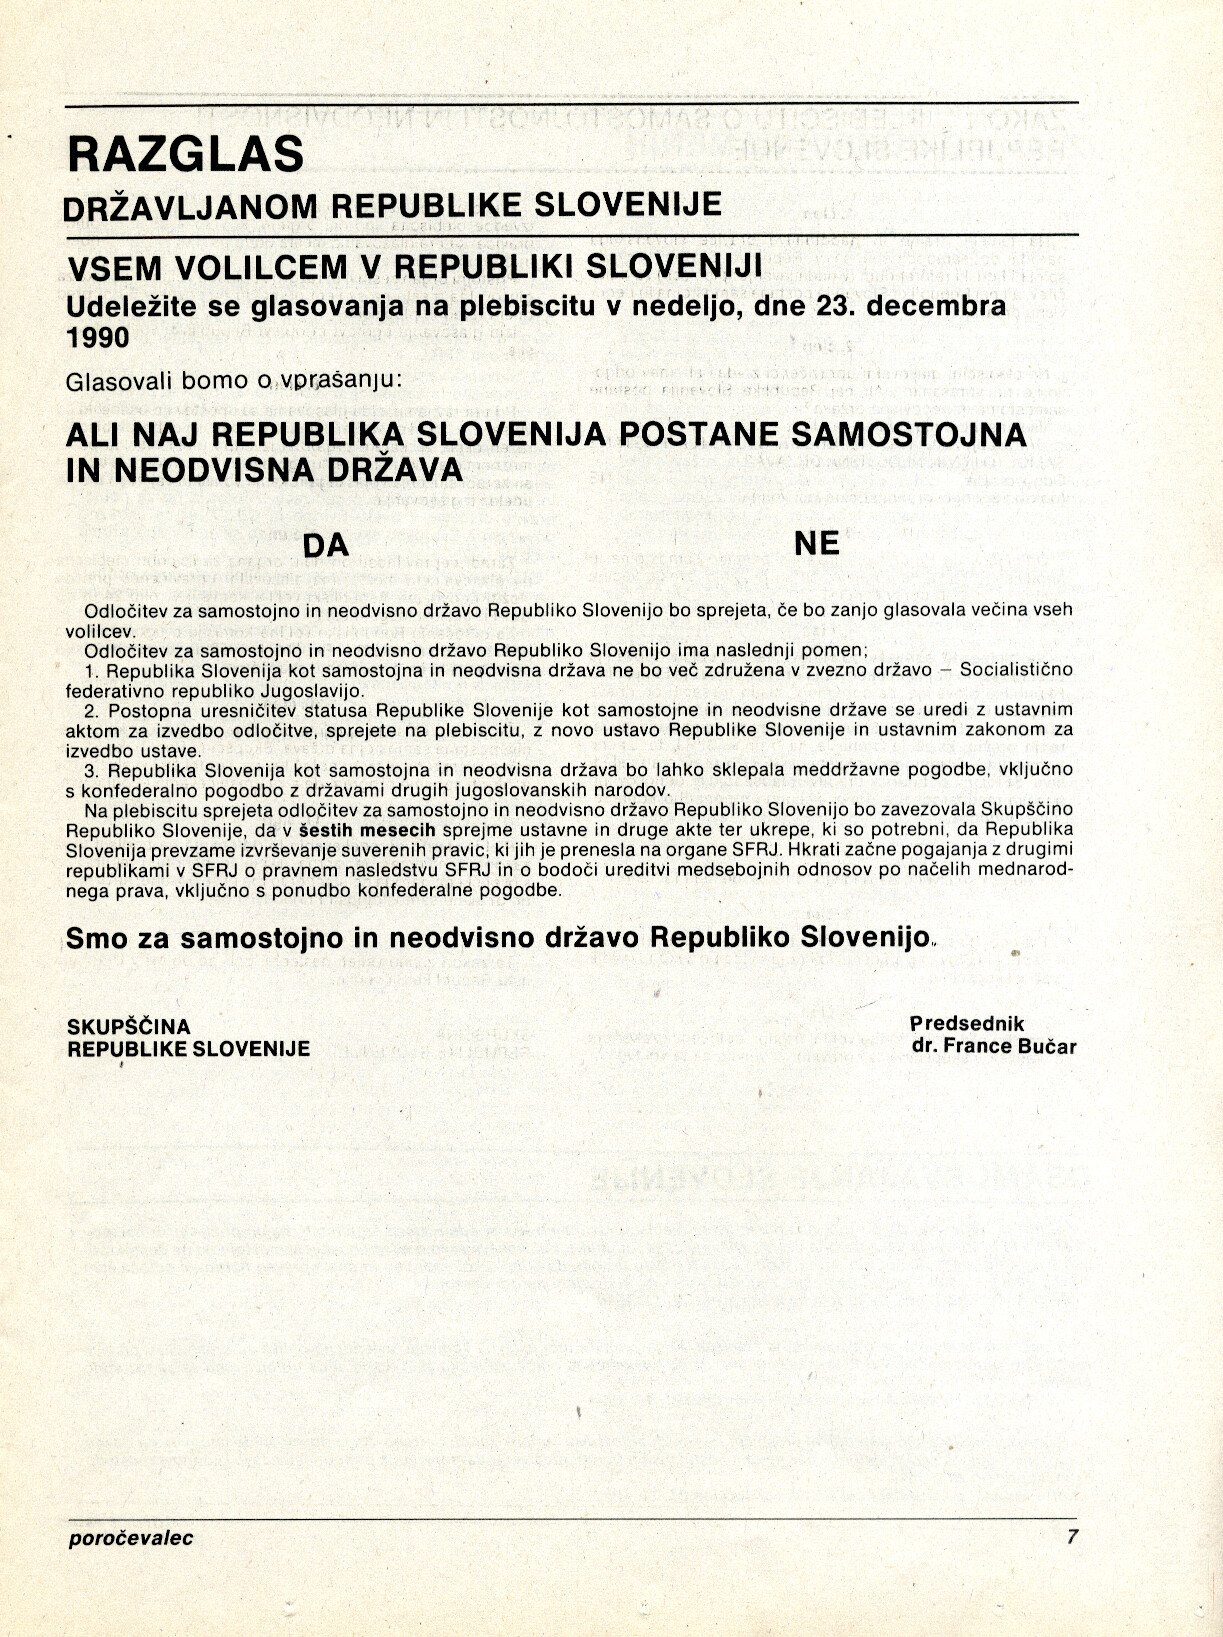 RAZGLAS
DRŽAVLJANOM REPUBLIKE SLOVENIJE
VSEM VOLILCEM V REPUBLIKI SLOVENIJI
Udeležite se glasovanja na plebiscitu v nedeljo, dne 23. decembra
1990
Glasovali bomo o vprašanju:
ALI NAJ REPUBLIKA SLOVENIJA POSTANE SAMOSTOJNA
IN NEODVISNA DRŽAVA
DA NE
Odločitev za samostojno in neodvisno državo Republiko Slovenijo bo sprejeta, če bo zanjo glasovala večina vseh
volilcev.
Odločitev za samostojno in neodvisno državo Republiko Slovenijo ima naslednji pomen;
1. Republika Slovenija kot samostojna in neodvisna država ne bo več združena v zvezno državo – Socialistično
federativno republiko Jugoslavijo.
2. Postopna uresničitev statusa Republike Slovenije kot samostojne in neodvisne države se uredi z ustavnim
aktom za izvedbo odločitve, sprejete na plebiscitu, z novo ustavo Republike Slovenije in ustavnim zakonom za
izvedbo ustave.
3. Republika Slovenija kot samostojna in neodvisna država bo lahko sklepala meddržavne pogodbe, vključno
s konfederalno pogodbo z državami drugih jugoslovanskih narodov.
Na plebiscitu sprejeta odločitev za samostojno in neodvisno državo Republiko Slovenijo bo zavezovala Skupščino
Republiko Slovenije, da v šestih mesecih sprejme ustavne in druge akte ter ukrepe, ki so potrebni, da Republika
Slovenija prevzame izvrševanje suverenih pravic, ki jih je prenesla na organe SFRJ. Hkrati začne pogajanja z drugimi
republikami v SFRJ o pravnem nasledstvu SFRJ in o bodoči ureditvi medsebojnih odnosov po načelih mednarod-
nega prava, vključno s ponudbo konfederalne pogodbe.
Smo za samostojno in neodvisno državo Republiko Slovenijo.
SKUPŠČINA
REPUBLIKE SLOVENIJE
Predsednik
dr. France Bučar
poročevalec 7